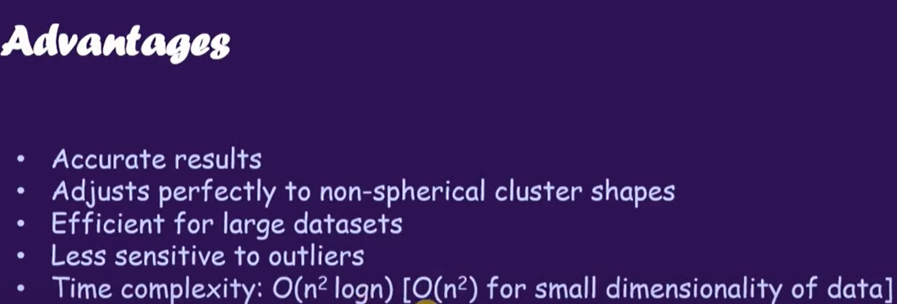 Advantages
• Accurate results
• Adjusts perfectly to non-spherical cluster shapes
• Efficient for large datasets
• Less sensitive to outliers
• Time complexity: O(n² logn) [O(n²) for small dimensionality of data]